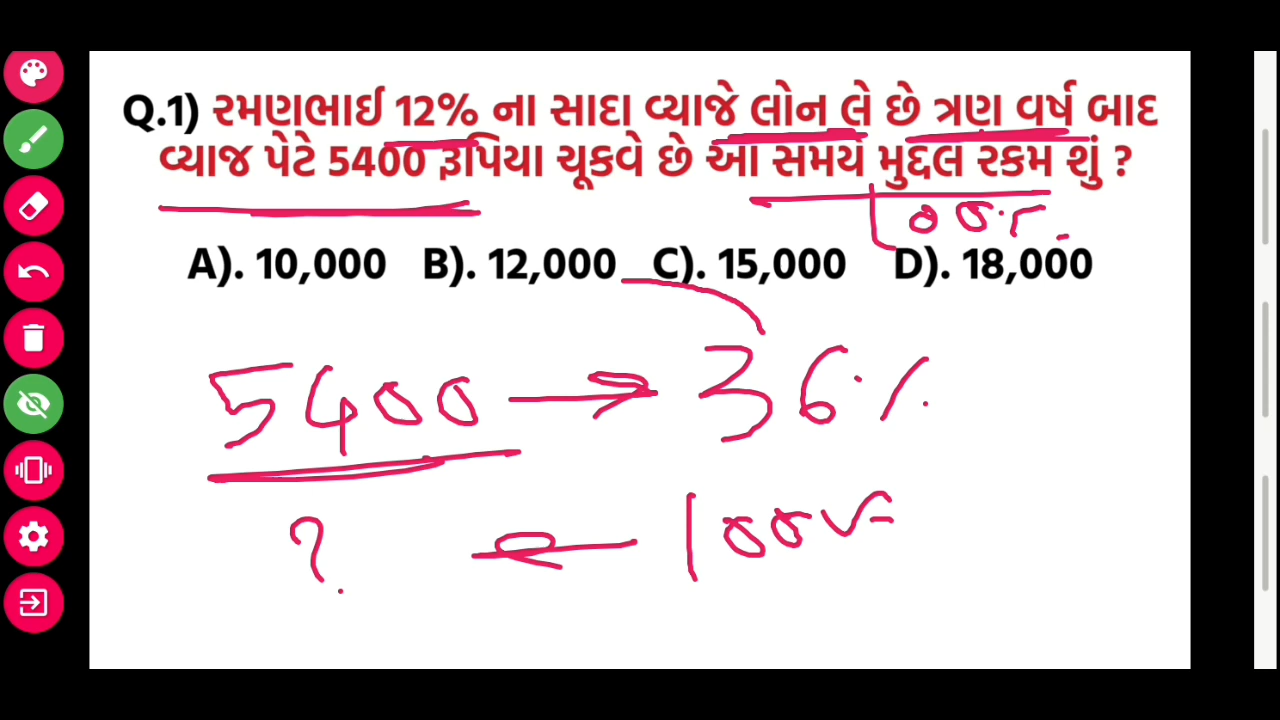 Q.1) રમણભાઈ 12% ના સાદા વ્યાજે લોન લે છે ત્રણ વર્ષ બાદ
વ્યાજ પેટે 5400 રૂપિયા ચૂકવે છે આ સમયે મુદ્દલ રકમ શું ?
100%
A). 10,000 B). 12,000 C). 15,000 D). 18,000
5400 → 36%
? ← 100